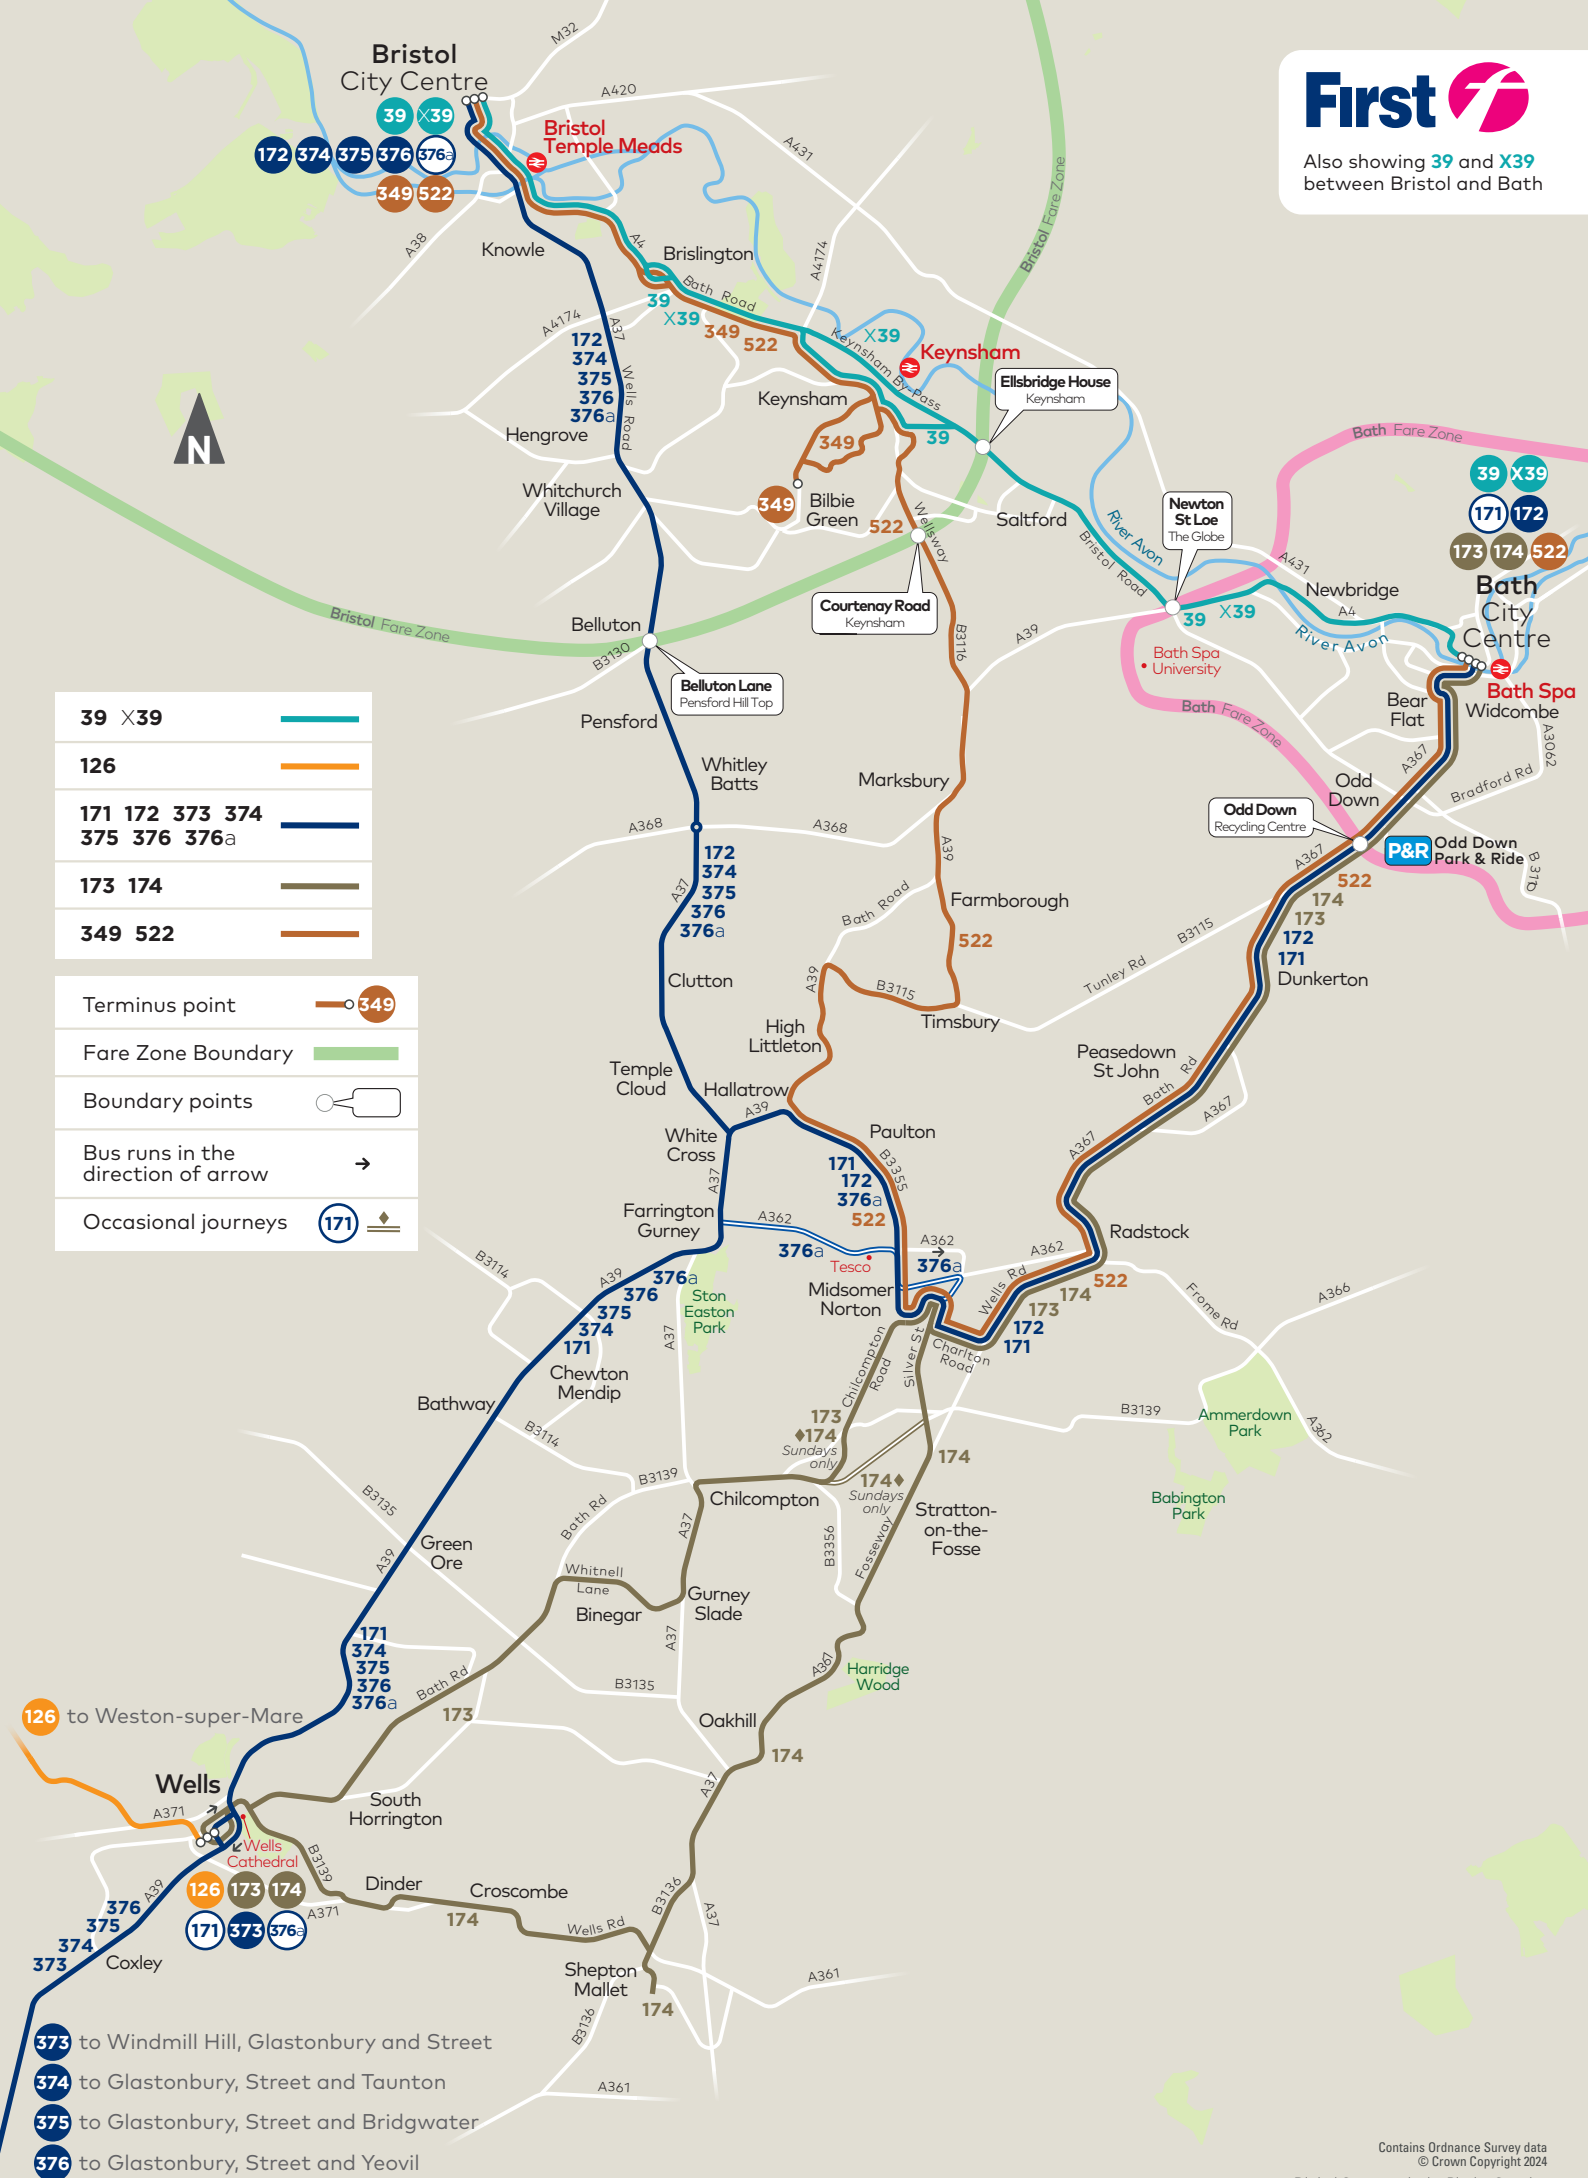 Bristol
City Centre
39 X39
172 374 375 376 376a
349 522
M32
A420
Bristol
Temple Meads
A431
First
Also showing 39 and X39
between Bristol and Bath
Bristol Fare Zone
A38
Knowle
A4
Brislington
A4174
Bath Road
39
X39
349
522
A4174
A37
172
374
375
376
376a
Wells Road
X39
Keynsham By-Pass
Keynsham
Ellsbridge House
Keynsham
Keynsham
39
349
N
Hengrove
Whitchurch
Village
349
Bilbie
Green
522
Wellsway
Saltford
River Avon
Bristol Road
Newton
St Loe
The Globe
Bath Fare Zone
39 X39
171 172
173 174 522
Bath
City
Centre
A431
Newbridge
A4
River Avon
39 X39
Bath Spa
University
Bath Spa
Bear
Flat
Widcombe
Bath Fare Zone
A3062
A367
Bradford Rd
Odd
Down
Odd Down
Recycling Centre
P&R Odd Down
Park & Ride
B3110
Courtenay Road
Keynsham
B3116
A39
Bristol Fare Zone
Belluton
B3130
Belluton Lane
Pensford Hill Top
Pensford
Whitley
Batts
A368
A368
Marksbury
A39
39 X39
126
171 172 373 374
375 376 376a
173 174
349 522
Terminus point 349
Fare Zone Boundary
Boundary points
Bus runs in the
direction of arrow
Occasional journeys 171
172
374
375
376
376a
A37
Bath Road
Farmborough
522
A367
522
174
173
172
171
Dunkerton
B3115
Tunley Rd
Clutton
A39
B3115
Timsbury
High
Littleton
Temple
Cloud
Hallatrow
A39
White
Cross
A37
Paulton
B3355
171
172
376a
522
Peasedown
St John
Bath Rd
A367
A367
Farrington
Gurney
A362
376a
Tesco
A362
376a
Midsomer
Norton
Radstock
A362
Wells Rd
522
174
173
172
171
Charlton
Road
Frome Rd
A366
B3114
A39
376a
376
375
374
171
Ston
Easton
Park
A37
Chewton
Mendip
Bathway
B3114
Chilcompton
Road
Silver St
173
♦174
Sundays
only
174♦
Sundays
only
174
B3139
Ammerdown
Park
A362
Babington
Park
B3135
B3139
Chilcompton
Bath Rd
A37
Stratton-
on-the-
Fosse
B3356
Fosseway
Green
Ore
A39
Whitnell
Lane
Binegar
Gurney
Slade
A37
171
374
375
376
376a
Bath Rd
173
B3135
A367
Harridge
Wood
Oakhill
174
126 to Weston-super-Mare
Wells
A371
South
Horrington
A37
Wells
Cathedral
B3139
126 173 174
171 373 376a
A371
Dinder
Croscombe
174
Wells Rd
B3136
A37
A39
376
375
374
373
Coxley
Shepton
Mallet
174
A361
B3136
A361
373 to Windmill Hill, Glastonbury and Street
374 to Glastonbury, Street and Taunton
375 to Glastonbury, Street and Bridgwater
376 to Glastonbury, Street and Yeovil
Contains Ordnance Survey data
© Crown Copyright 2024